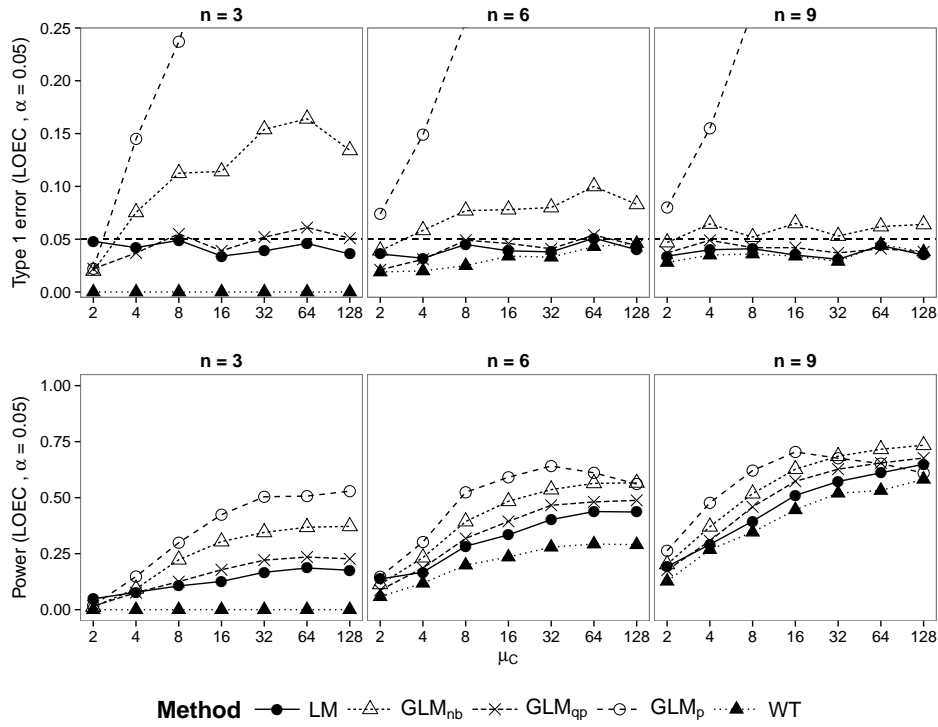 n = 3
n = 6
n = 9
Type 1 error (LOEC , α = 0.05)
0.25
0.20
0.15
0.10
0.05
0.00
2 4 8 16 32 64 128
2 4 8 16 32 64 128
2 4 8 16 32 64 128
n = 3
n = 6
n = 9
Power (LOEC , α = 0.05)
1.00
0.75
0.50
0.25
0.00
2 4 8 16 32 64 128
2 4 8 16 32 64 128
2 4 8 16 32 64 128
μC
Method LM GLMnb GLMqp GLMp WT